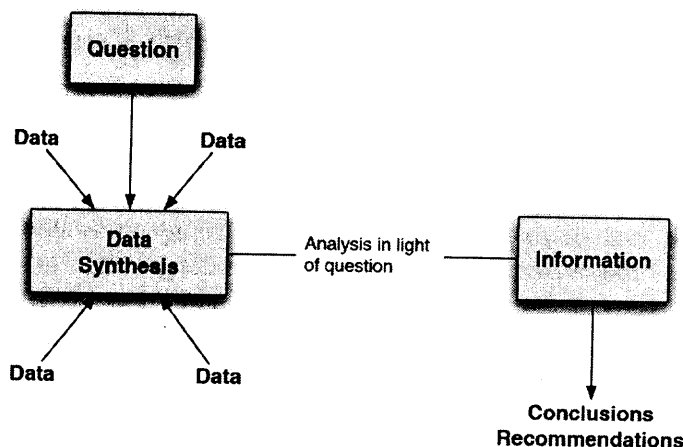 Question
Data
Data
Data
Synthesis
Analysis in light
of question
Information
Data
Data
Conclusions
Recommendations